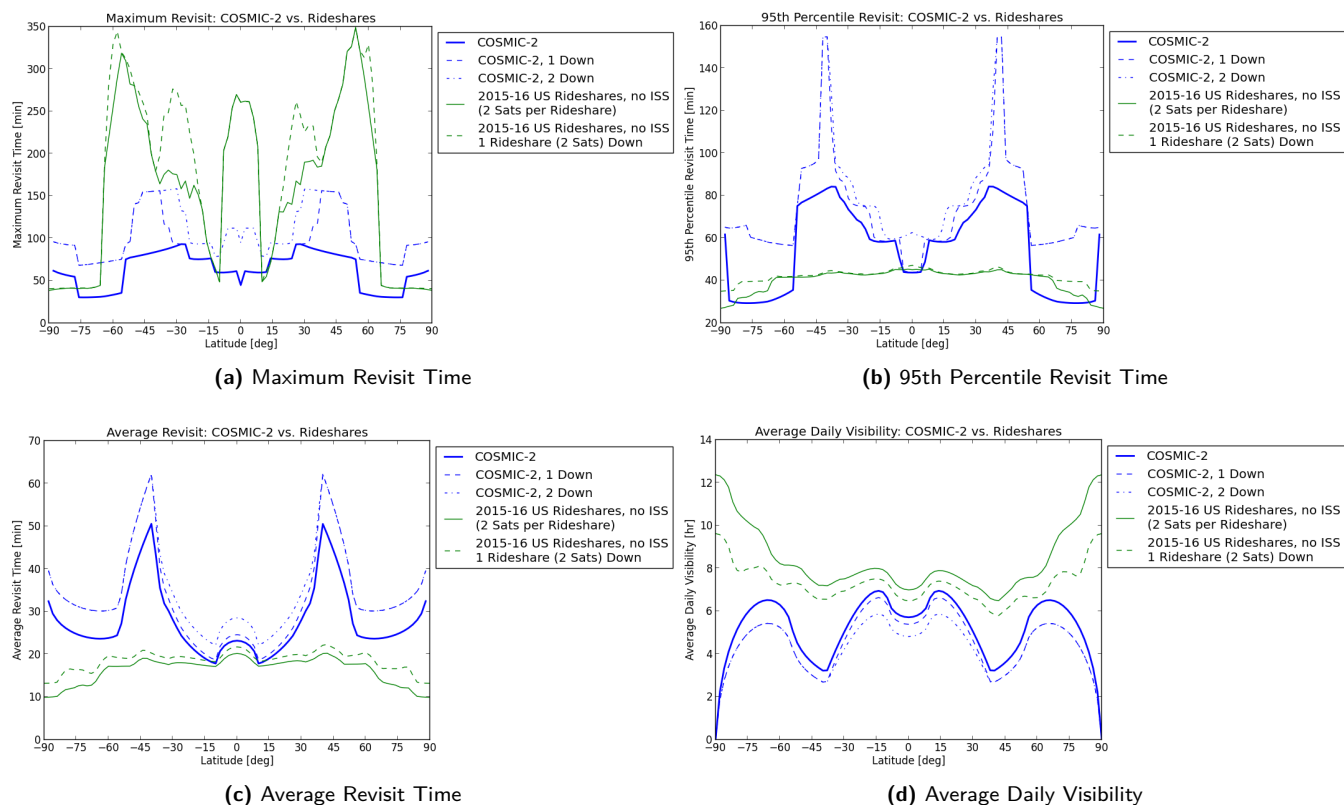 Maximum Revisit: COSMIC-2 vs. Rideshares
Maximum Revisit Time [min]
350
300
250
200
150
100
50
0
−90 −75 −60 −45 −30 −15 0 15 30 45 60 75 90
Latitude [deg]
COSMIC-2
COSMIC-2, 1 Down
COSMIC-2, 2 Down
2015-16 US Rideshares, no ISS
(2 Sats per Rideshare)
2015-16 US Rideshares, no ISS
1 Rideshare (2 Sats) Down
(a) Maximum Revisit Time
95th Percentile Revisit: COSMIC-2 vs. Rideshares
95th Percentile Revisit Time [min]
160
140
120
100
80
60
40
20
−90 −75 −60 −45 −30 −15 0 15 30 45 60 75 90
Latitude [deg]
COSMIC-2
COSMIC-2, 1 Down
COSMIC-2, 2 Down
2015-16 US Rideshares, no ISS
(2 Sats per Rideshare)
2015-16 US Rideshares, no ISS
1 Rideshare (2 Sats) Down
(b) 95th Percentile Revisit Time
Average Revisit: COSMIC-2 vs. Rideshares
Average Revisit Time [min]
70
60
50
40
30
20
10
0
−90 −75 −60 −45 −30 −15 0 15 30 45 60 75 90
Latitude [deg]
COSMIC-2
COSMIC-2, 1 Down
COSMIC-2, 2 Down
2015-16 US Rideshares, no ISS
(2 Sats per Rideshare)
2015-16 US Rideshares, no ISS
1 Rideshare (2 Sats) Down
(c) Average Revisit Time
Average Daily Visibility: COSMIC-2 vs. Rideshares
Average Daily Visibility [hr]
14
12
10
8
6
4
2
0
−90 −75 −60 −45 −30 −15 0 15 30 45 60 75 90
Latitude [deg]
COSMIC-2
COSMIC-2, 1 Down
COSMIC-2, 2 Down
2015-16 US Rideshares, no ISS
(2 Sats per Rideshare)
2015-16 US Rideshares, no ISS
1 Rideshare (2 Sats) Down
(d) Average Daily Visibility